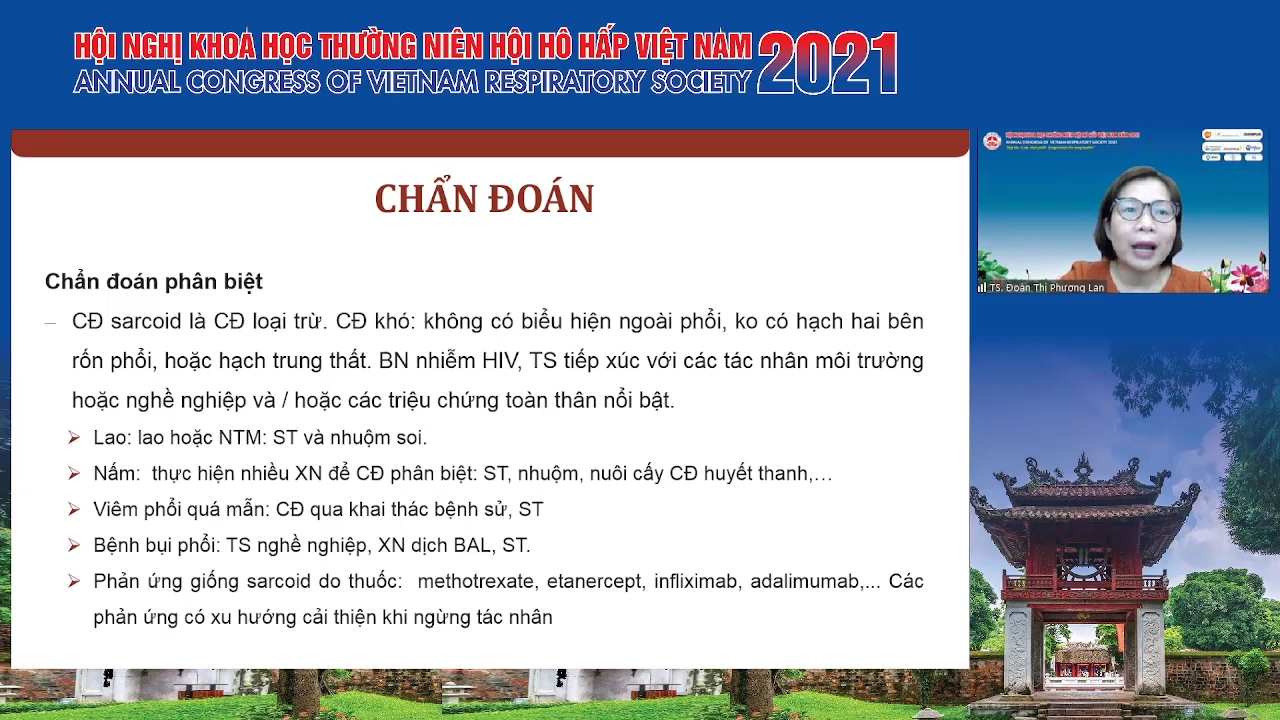 HỘI NGHỊ KHOA HỌC THƯỜNG NIÊN HỘI HÔ HẤP VIỆT NAM 2021
ANNUAL CONGRESS OF VIETNAM RESPIRATORY SOCIETY
CHẨN ĐOÁN
Chẩn đoán phân biệt
– CĐ sarcoid là CĐ loại trừ. CĐ khó: không có biểu hiện ngoài phổi, ko có hạch hai bên
rốn phổi, hoặc hạch trung thất. BN nhiễm HIV, TS tiếp xúc với các tác nhân môi trường
hoặc nghề nghiệp và / hoặc các triệu chứng toàn thân nổi bật.
➢ Lao: lao hoặc NTM: ST và nhuộm soi.
➢ Nấm: thực hiện nhiều XN để CĐ phân biệt: ST, nhuộm, nuôi cấy CĐ huyết thanh,…
➢ Viêm phổi quá mẫn: CĐ qua khai thác bệnh sử, ST
➢ Bệnh bụi phổi: TS nghề nghiệp, XN dịch BAL, ST.
➢ Phản ứng giống sarcoid do thuốc: methotrexate, etanercept, infliximab, adalimumab,... Các
phản ứng có xu hướng cải thiện khi ngừng tác nhân
ANNUAL CONGRESS OF VIETNAM RESPIRATORY SOCIETY 2021
TS. Đoàn Thị Phương Lan